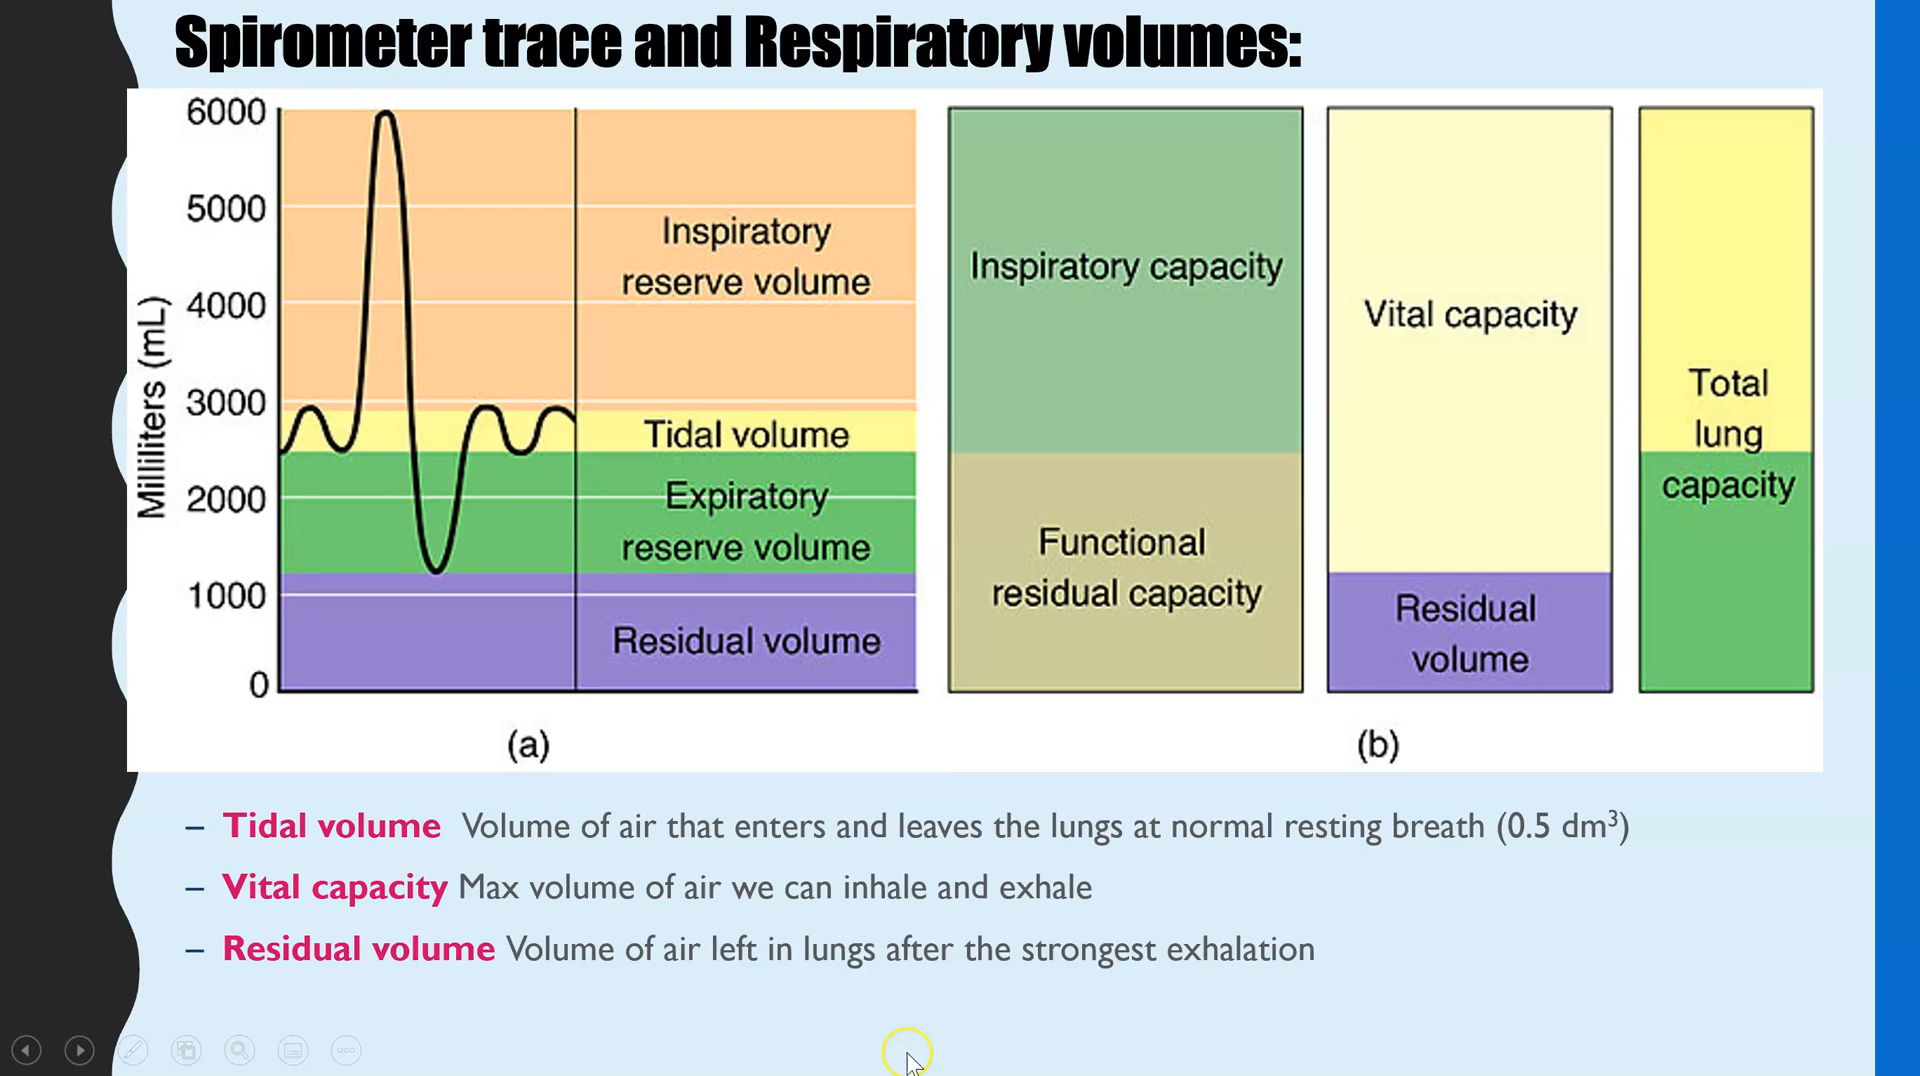 Spirometer trace and Respiratory volumes:
6000
5000
4000
3000
2000
1000
0
Milliliters (mL)
Inspiratory
reserve volume
Tidal volume
Expiratory
reserve volume
Residual volume
(a)
Inspiratory capacity
Functional
residual capacity
Vital capacity
Residual
volume
Total
lung
capacity
(b)
– Tidal volume Volume of air that enters and leaves the lungs at normal resting breath (0.5 dm³)
– Vital capacity Max volume of air we can inhale and exhale
– Residual volume Volume of air left in lungs after the strongest exhalation